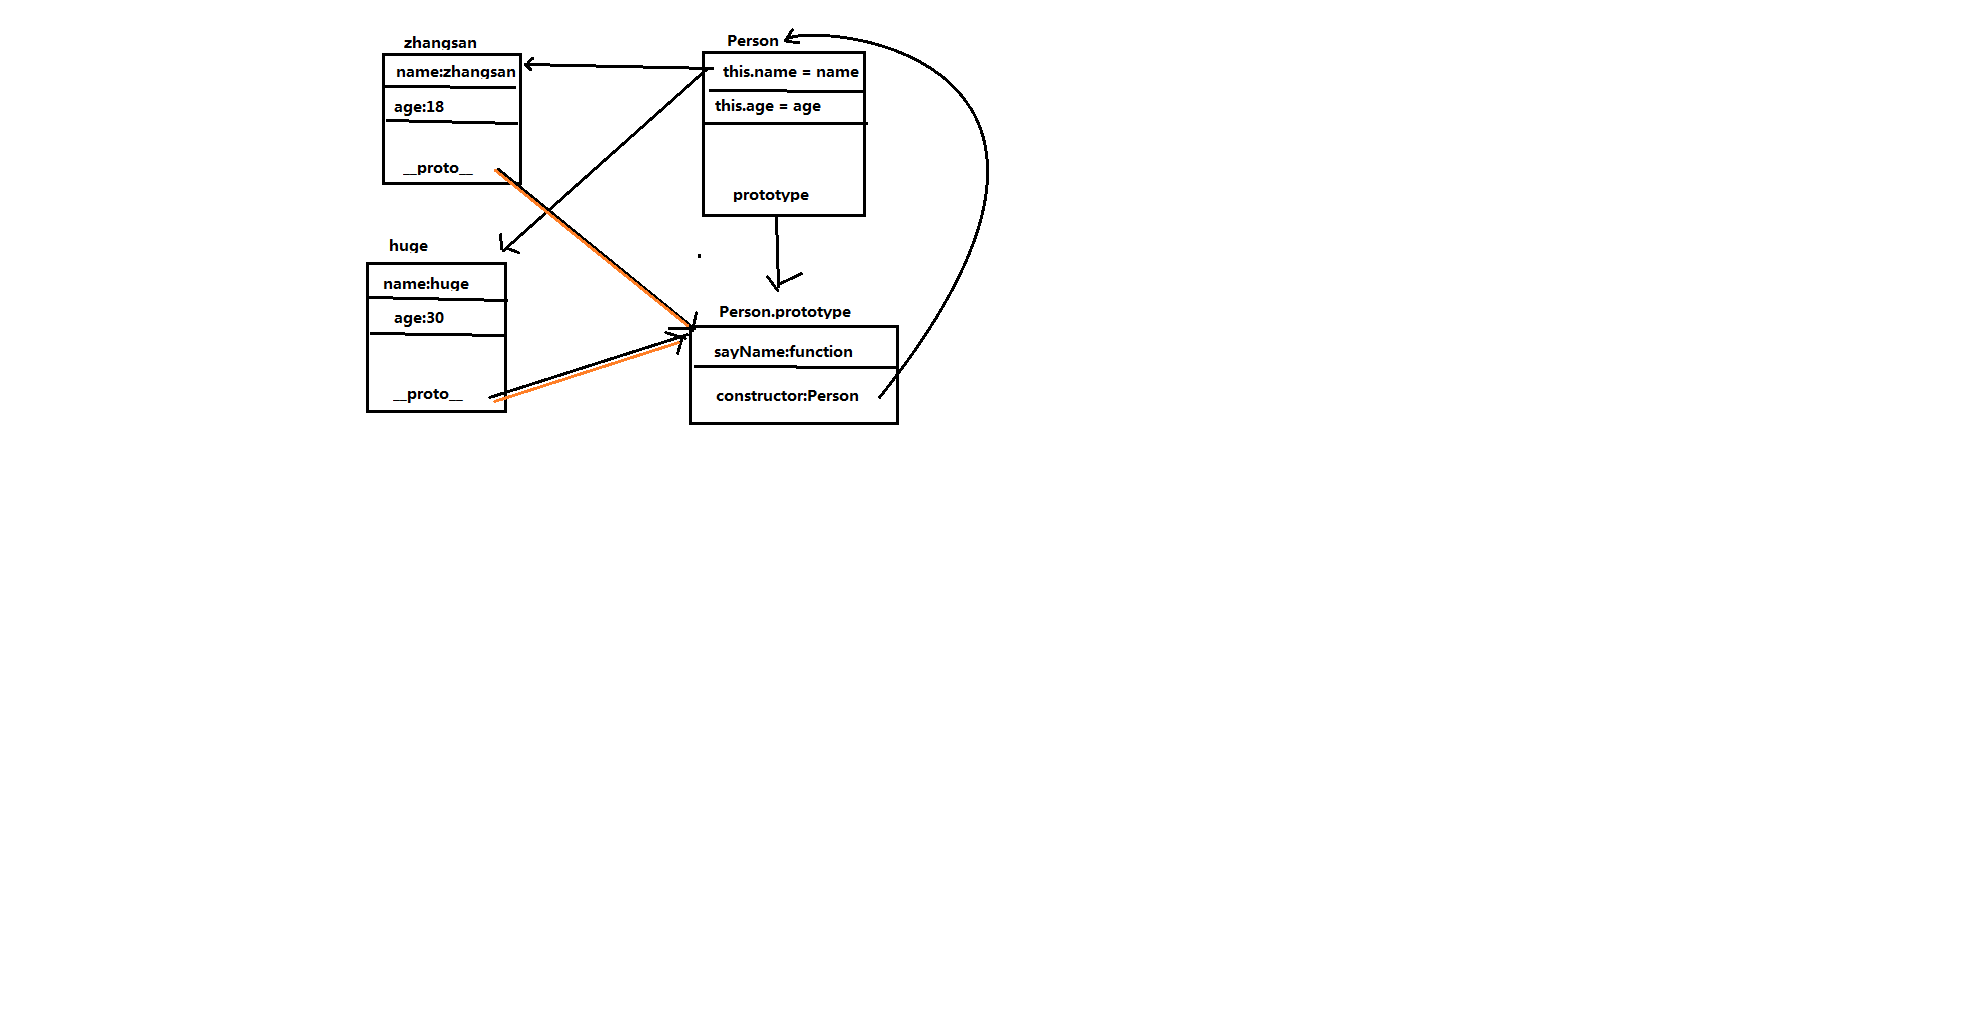 zhangsan
name:zhangsan
age:18
__proto__
huge
name:huge
age:30
__proto__
Person
this.name = name
this.age = age
prototype
Person.prototype
sayName:function
constructor:Person